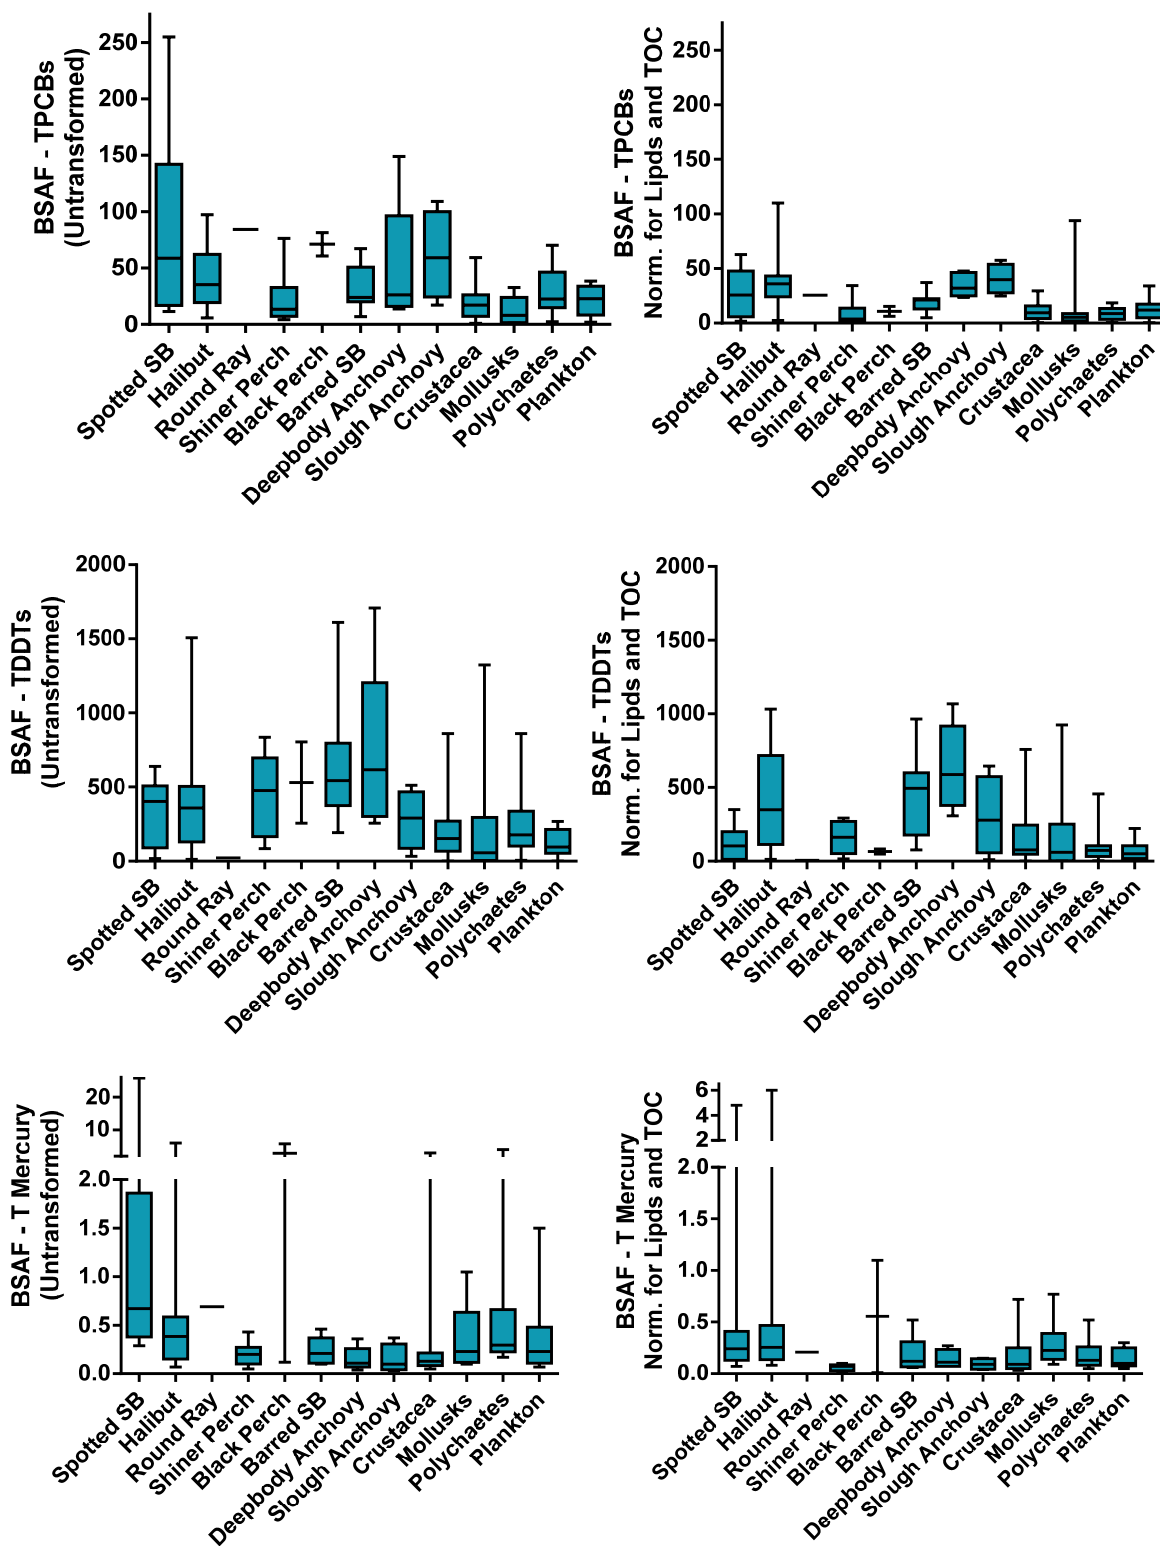 BSAF - TPCBs
(Untransformed)
250
200
150
100
50
0
Spotted SB
Halibut
Round Ray
Shiner Perch
Black Perch
Barred SB
Deepbody Anchovy
Slough Anchovy
Crustacea
Mollusks
Polychaetes
Plankton
BSAF - TPCBs
Norm. for Lipds and TOC
250
200
150
100
50
0
Spotted SB
Halibut
Round Ray
Shiner Perch
Black Perch
Barred SB
Deepbody Anchovy
Slough Anchovy
Crustacea
Mollusks
Polychaetes
Plankton
BSAF - TDDTs
(Untransformed)
2000
1500
1000
500
0
Spotted SB
Halibut
Round Ray
Shiner Perch
Black Perch
Barred SB
Deepbody Anchovy
Slough Anchovy
Crustacea
Mollusks
Polychaetes
Plankton
BSAF - TDDTs
Norm. for Lipds and TOC
2000
1500
1000
500
0
Spotted SB
Halibut
Round Ray
Shiner Perch
Black Perch
Barred SB
Deepbody Anchovy
Slough Anchovy
Crustacea
Mollusks
Polychaetes
Plankton
BSAF - T Mercury
(Untransformed)
20
10
2.0
1.5
1.0
0.5
0.0
Spotted SB
Halibut
Round Ray
Shiner Perch
Black Perch
Barred SB
Deepbody Anchovy
Slough Anchovy
Crustacea
Mollusks
Polychaetes
Plankton
BSAF - T Mercury
Norm. for Lipds and TOC
6
4
2
2.0
1.5
1.0
0.5
0.0
Spotted SB
Halibut
Round Ray
Shiner Perch
Black Perch
Barred SB
Deepbody Anchovy
Slough Anchovy
Crustacea
Mollusks
Polychaetes
Plankton